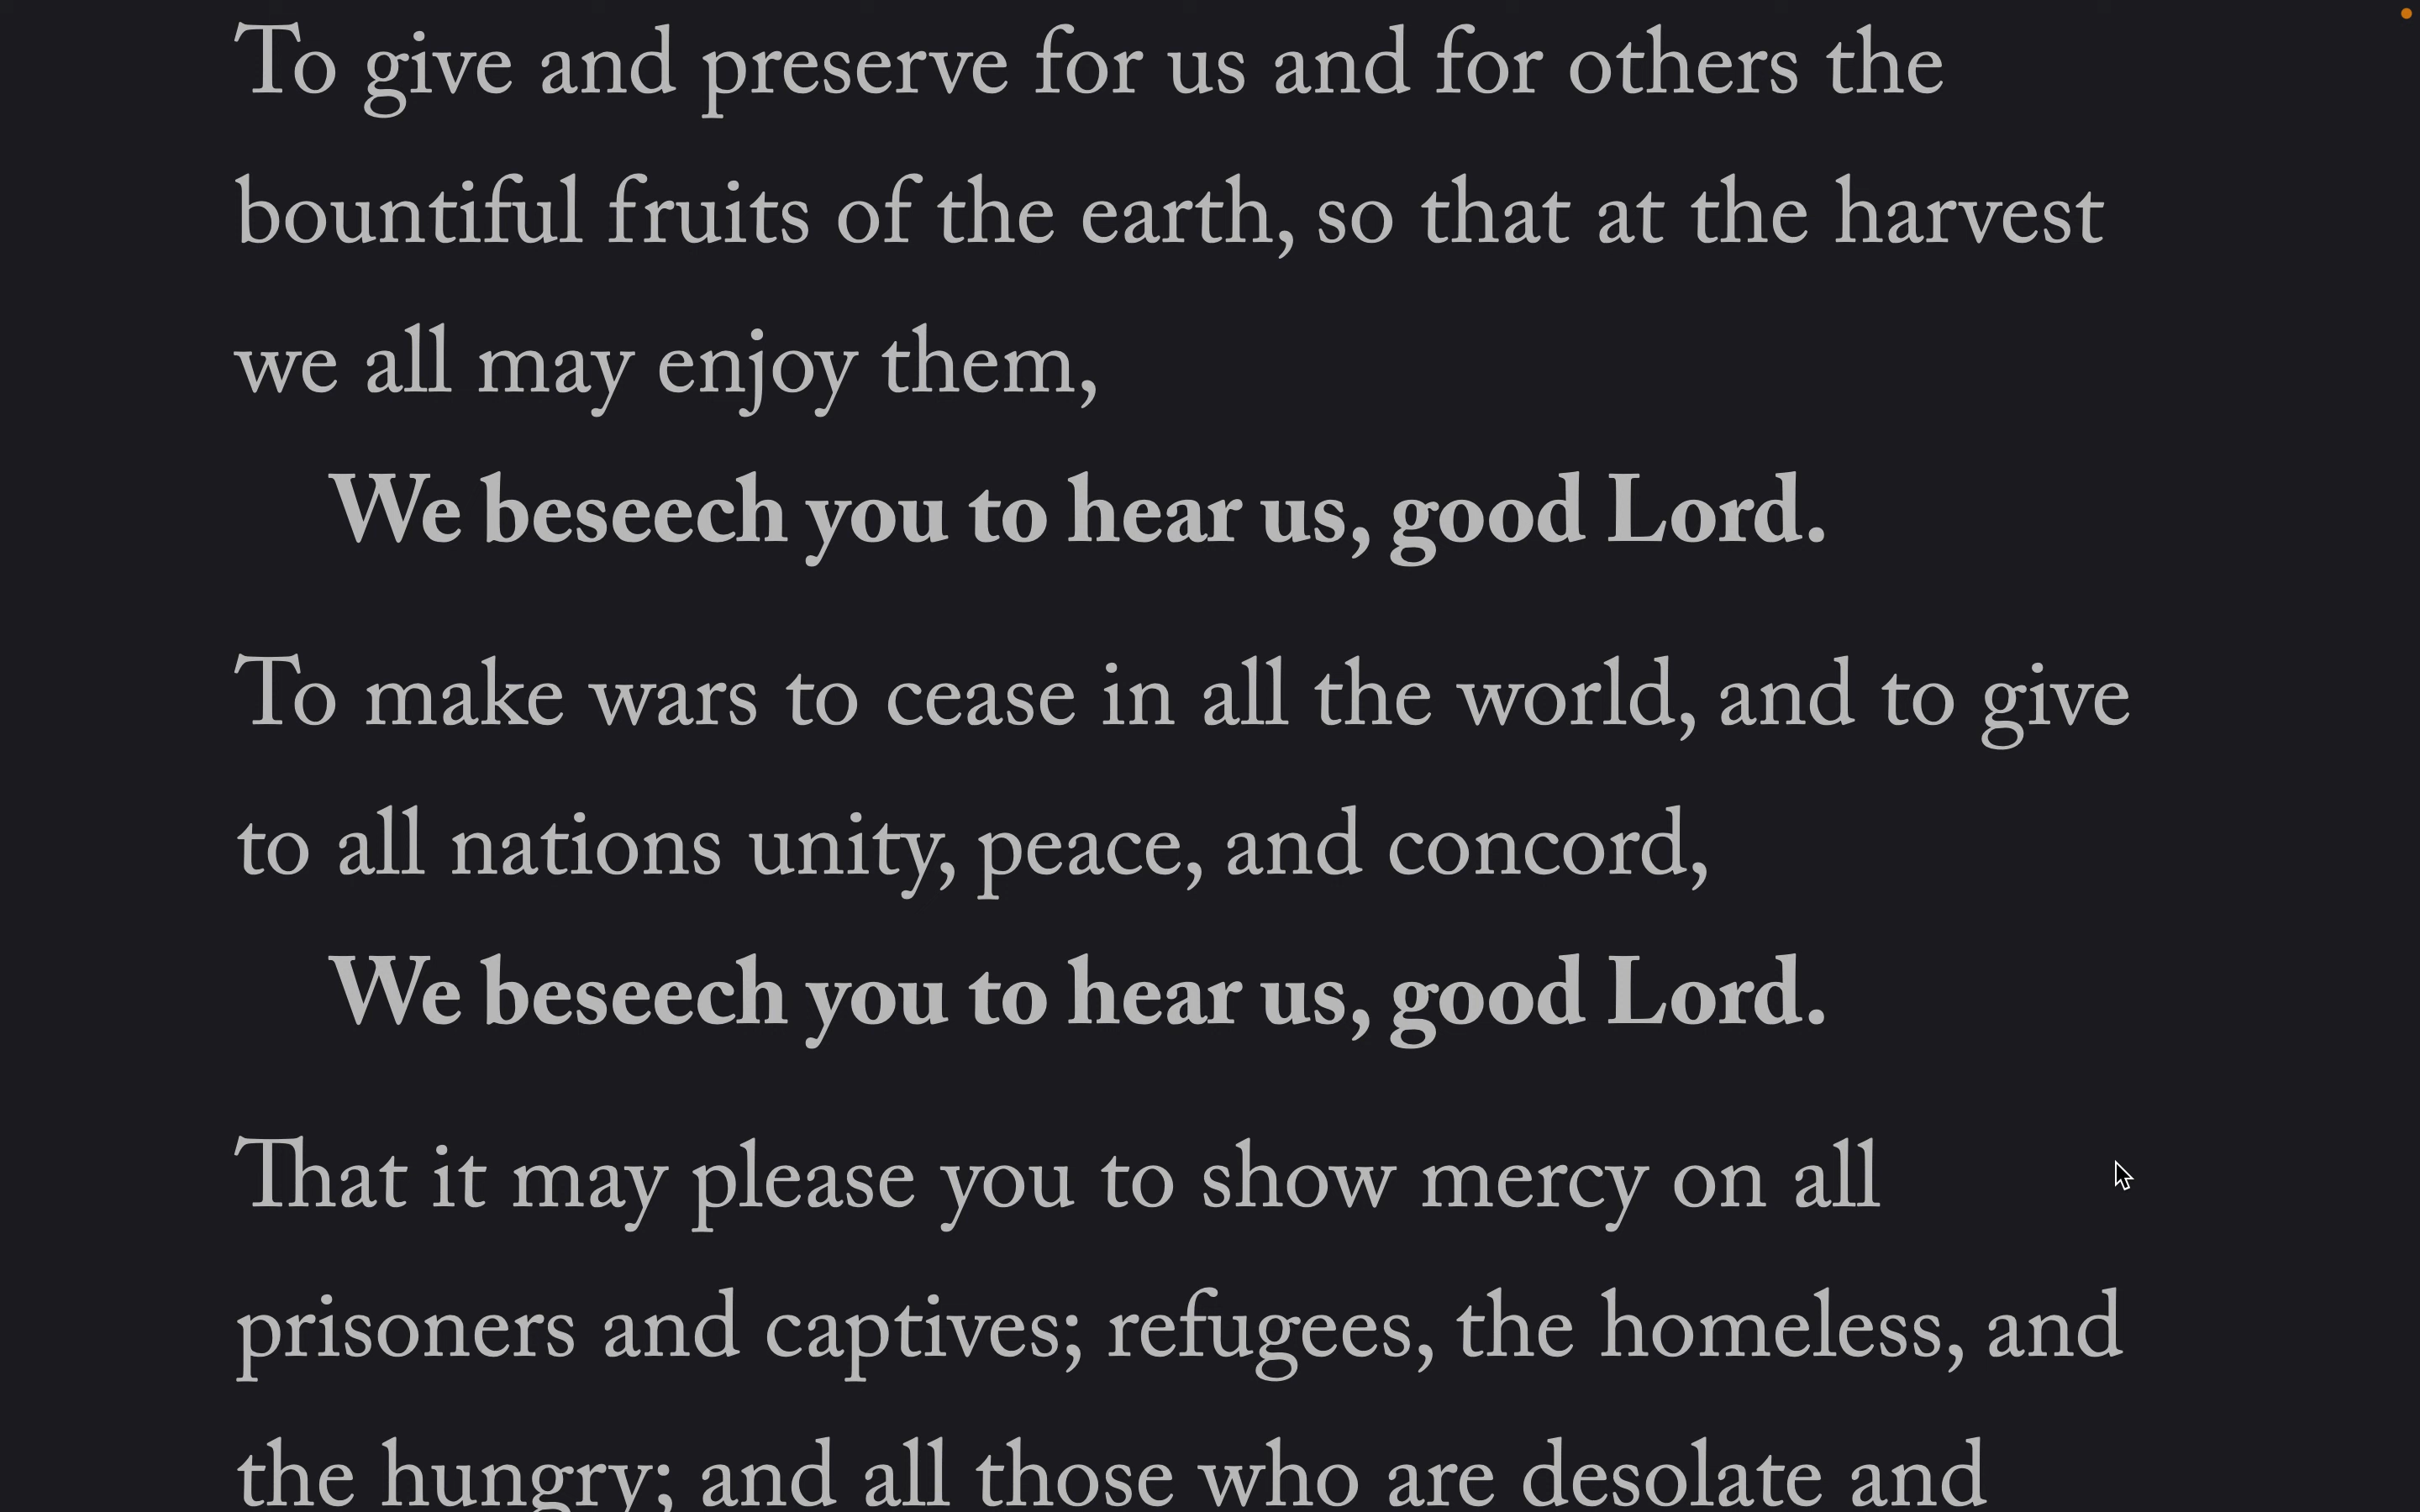 To give and preserve for us and for others the
bountiful fruits of the earth, so that at the harvest
we all may enjoy them,
We beseech you to hear us, good Lord.
To make wars to cease in all the world, and to give
to all nations unity, peace, and concord,
We beseech you to hear us, good Lord.
That it may please you to show mercy on all
prisoners and captives; refugees, the homeless, and
the hungry; and all those who are desolate and